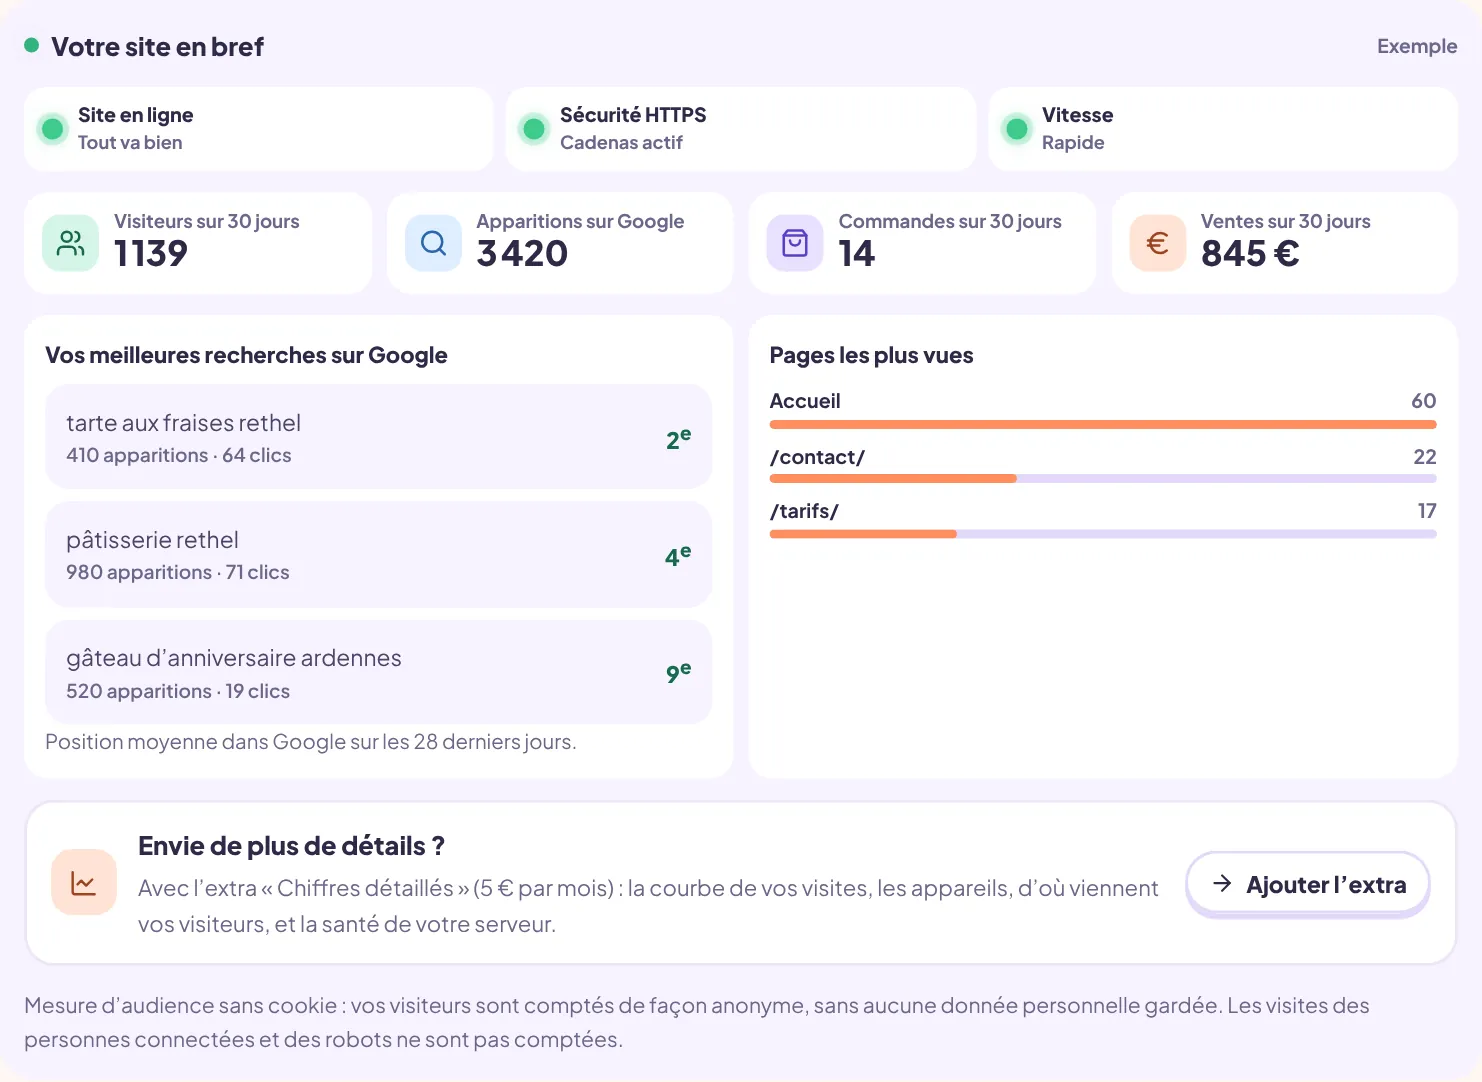 Votre site en bref
Exemple
Site en ligne
Tout va bien
Sécurité HTTPS
Cadenas actif
Vitesse
Rapide
Visiteurs sur 30 jours
1 139
Apparitions sur Google
3 420
Commandes sur 30 jours
14
Ventes sur 30 jours
845 €
Vos meilleures recherches sur Google
tarte aux fraises rethel
410 apparitions · 64 clics
2e
pâtisserie rethel
980 apparitions · 71 clics
4e
gâteau d’anniversaire ardennes
520 apparitions · 19 clics
9e
Position moyenne dans Google sur les 28 derniers jours.
Pages les plus vues
Accueil 60
/contact/ 22
/tarifs/ 17
Envie de plus de détails ?
Avec l’extra « Chiffres détaillés » (5 € par mois) : la courbe de vos visites, les appareils, d’où viennent
vos visiteurs, et la santé de votre serveur.
→ Ajouter l’extra
Mesure d’audience sans cookie : vos visiteurs sont comptés de façon anonyme, sans aucune donnée personnelle gardée. Les visites des
personnes connectées et des robots ne sont pas comptées.